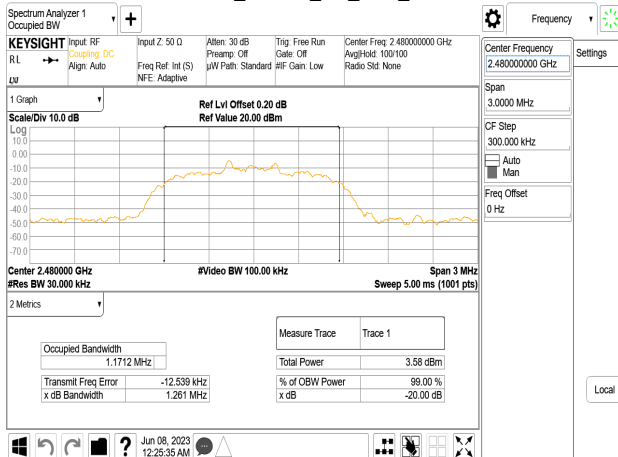 Spectrum Analyzer 1
Occupied BW
Frequency
KEYSIGHT
Input: RF
Coupling: DC
Align: Auto
Input Z: 50 Ω
Freq Ref: Int (S)
NFE: Adaptive
Atten: 30 dB
Preamp: Off
µW Path: Standard
Trig: Free Run
Gate: Off
#IF Gain: Low
Center Freq: 2.480000000 GHz
Avg|Hold: 100/100
Radio Std: None
R L
LXI
Center Frequency
2.480000000 GHz
Settings
Span
3.0000 MHz
CF Step
300.000 kHz
Auto
Man
Freq Offset
0 Hz
Local
1 Graph
Scale/Div 10.0 dB
Ref Lvl Offset 0.20 dB
Ref Value 20.00 dBm
Log
10.0
0.00
-10.0
-20.0
-30.0
-40.0
-50.0
-60.0
-70.0
Center 2.480000 GHz
#Res BW 30.000 kHz
#Video BW 100.00 kHz
Span 3 MHz
Sweep 5.00 ms (1001 pts)
2 Metrics
Measure Trace Trace 1
Occupied Bandwidth
1.1712 MHz
Total Power 3.58 dBm
Transmit Freq Error -12.539 kHz
% of OBW Power 99.00 %
x dB Bandwidth 1.261 MHz
x dB -20.00 dB
?
Jun 08, 2023
12:25:35 AM